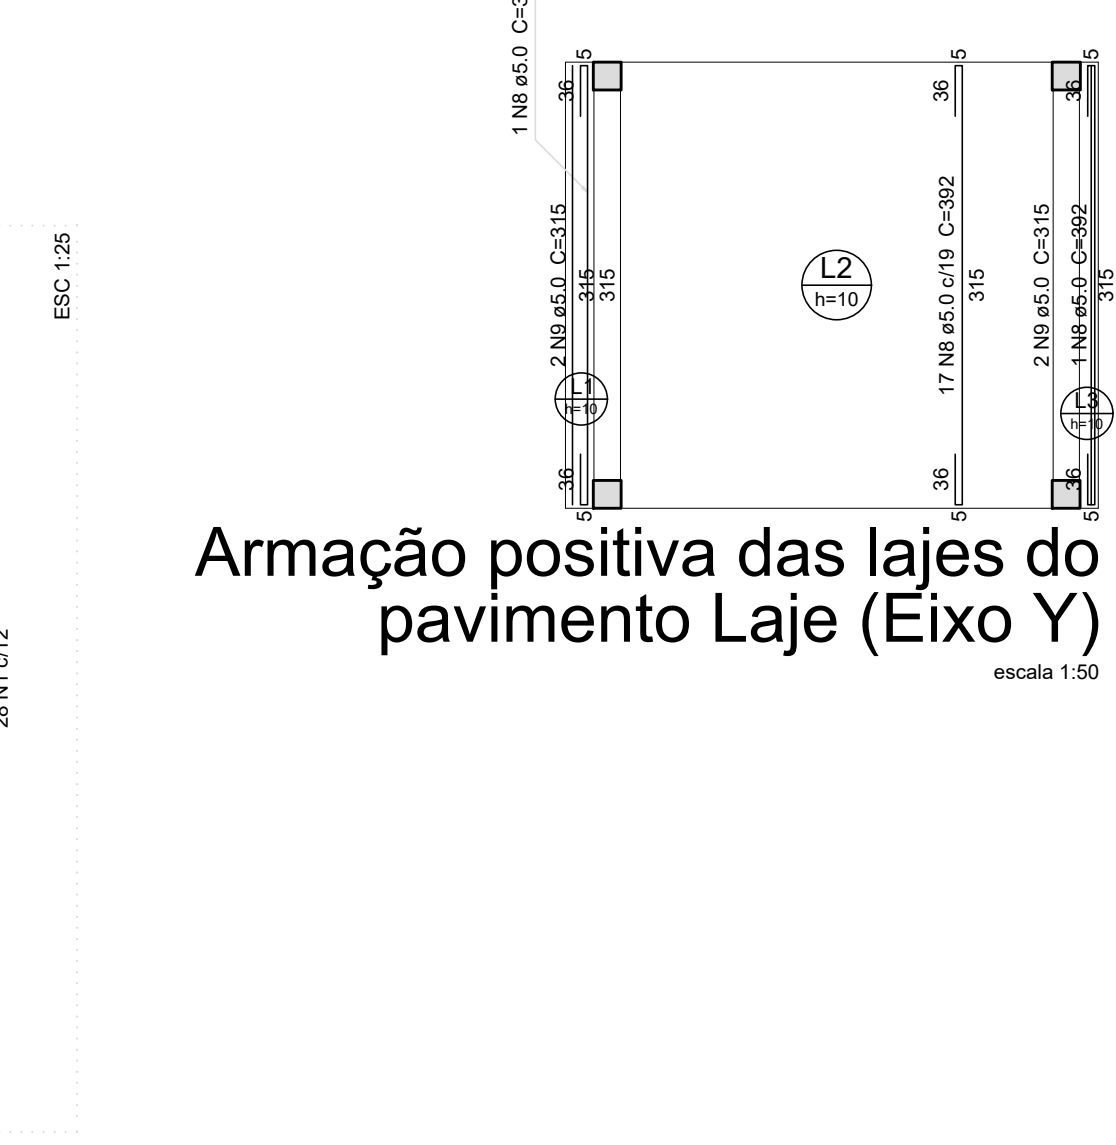 1 N8 ø5.0 C=3
5
5
5
36
36
36
2 N9 ø5.0 C=315
315
315
L2
h=10
17 N8 ø5.0 c/19 C=392
315
2 N9 ø5.0 C=315
1 N8 ø5.0 C=392
315
L1
h=10
L3
h=10
36
36
36
5
5
5
ESC 1:25
Armação positiva das lajes do
pavimento Laje (Eixo Y)
escala 1:50
28 N1 c/12